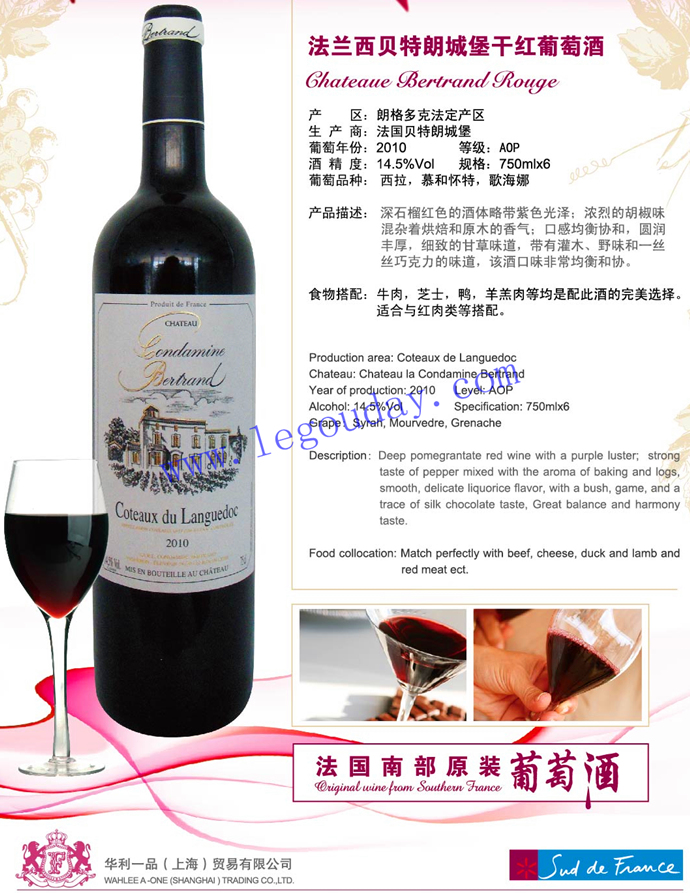 Bertrand
Produit de France
CHATEAU
Condamine
Bertrand
Coteaux du Languedoc
2010
MIS EN BOUTEILLE AU CHÂTEAU
法兰西贝特朗城堡干红葡萄酒
Chateaue Bertrand Rouge
产 区：朗格多克法定产区
生 产 商：法国贝特朗城堡
葡萄年份：2010 等级：AOP
酒 精 度：14.5%Vol 规格：750mlx6
葡萄品种： 西拉，慕和怀特，歌海娜
产品描述： 深石榴红色的酒体略带紫色光泽；浓烈的胡椒味
混杂着烘焙和原木的香气；口感均衡协和，圆润
丰厚，细致的甘草味道，带有灌木、野味和一丝
丝巧克力的味道，该酒口味非常均衡和协。
食物搭配：牛肉，芝士，鸭，羊羔肉等均是配此酒的完美选择。
适合与红肉类等搭配。
Production area: Coteaux de Languedoc
Chateau: Chateau la Condamine Bertrand
Year of production: 2010 Level: AOP
Alcohol: 14.5%Vol Specification: 750mlx6
Grape: Syrah, Mourvedre, Grenache
Description: Deep pomegrantate red wine with a purple luster; strong
taste of pepper mixed with the aroma of baking and logs,
smooth, delicate liquorice flavor, with a bush, game, and a
trace of silk chocolate taste, Great balance and harmony
taste.
Food collocation: Match perfectly with beef, cheese, duck and lamb and
red meat ect.
www.legouday.com
法国南部原装葡萄酒
Original wine from Southern France
F
华利一品（上海）贸易有限公司
WAHLEE A-ONE (SHANGHAI) TRADING CO.,LTD.
Sud de France